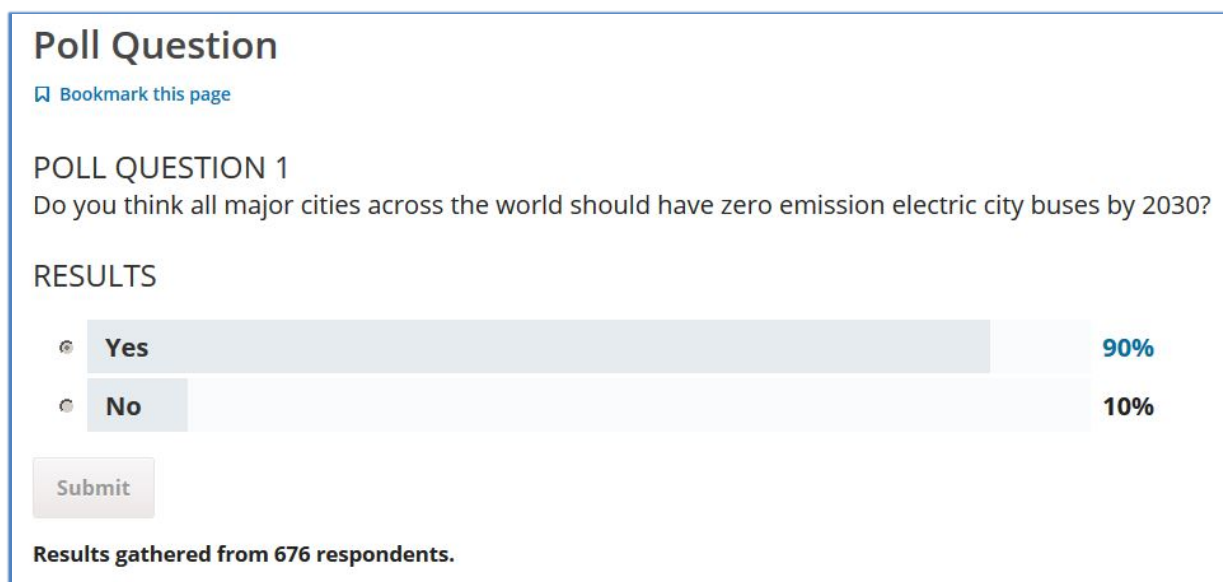 Poll Question
Bookmark this page
POLL QUESTION 1
Do you think all major cities across the world should have zero emission electric city buses by 2030?
RESULTS
Yes 90%
No 10%
Submit
Results gathered from 676 respondents.